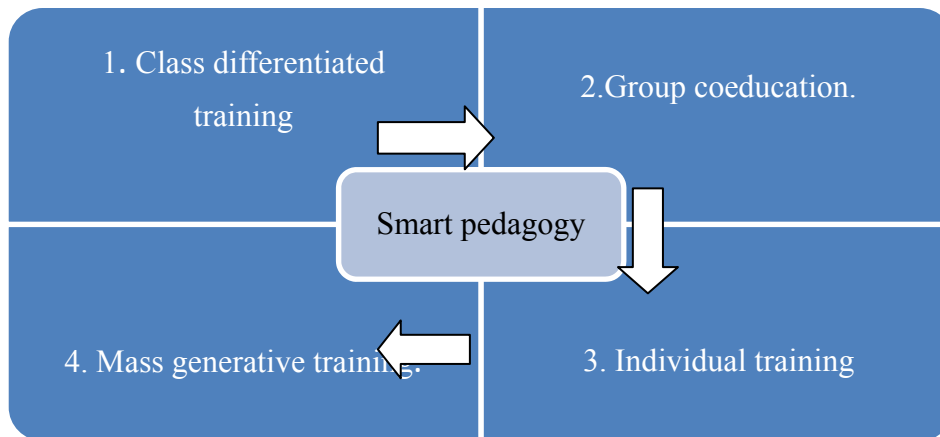 1. Class differentiated
training
2.Group coeducation.
Smart pedagogy
4. Mass generative training.
3. Individual training